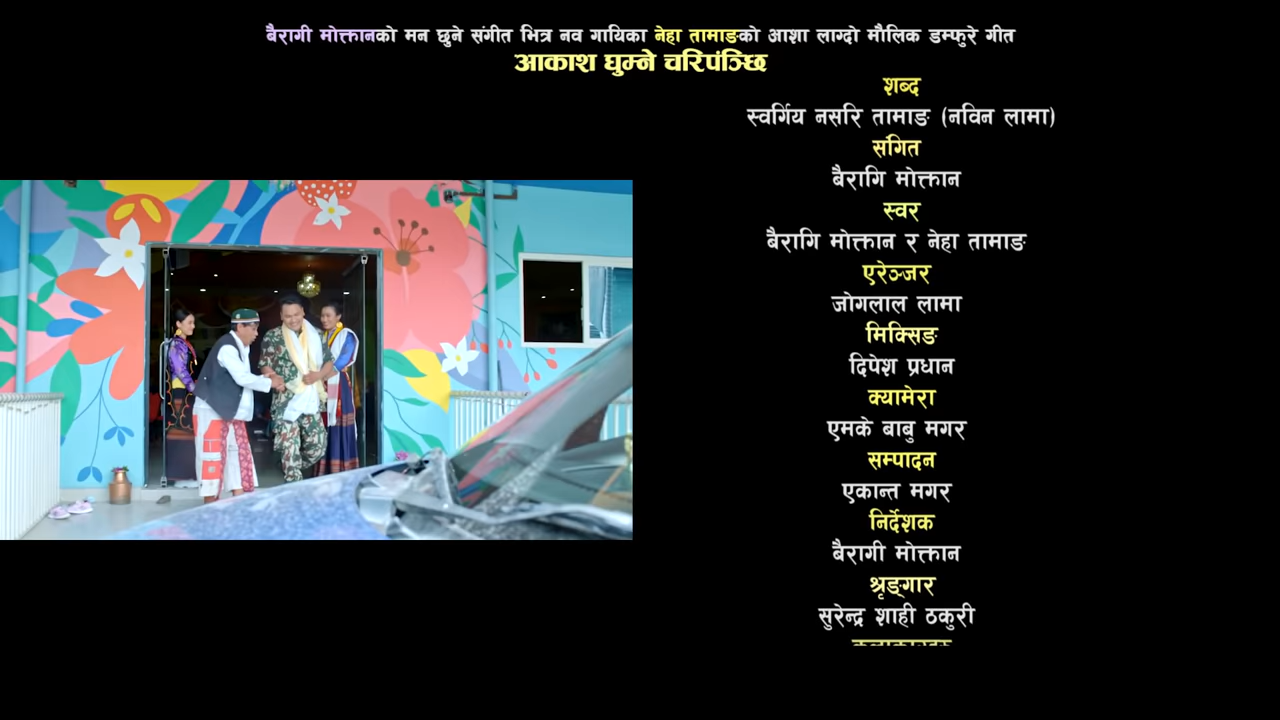 बैरागी मोक्तानको मन छुने संगीत भित्र नव गायिका नेहा तामाङको आशा लाग्दो मौलिक डम्फुरे गीत
आकाश घुम्ने चरिपंञ्छि
शब्द
स्वर्गिय नसरि तामाङ (नविन लामा)
संगित
बैरागि मोक्तान
स्वर
बैरागि मोक्तान र नेहा तामाङ
एरेञ्जर
जोगलाल लामा
मिक्सिङ
दिपेश प्रधान
क्यामेरा
एमके बाबु मगर
सम्पादन
एकान्त मगर
निर्देशक
बैरागी मोक्तान
श्रृङ्गार
सुरेन्द्र शाही ठकुरी